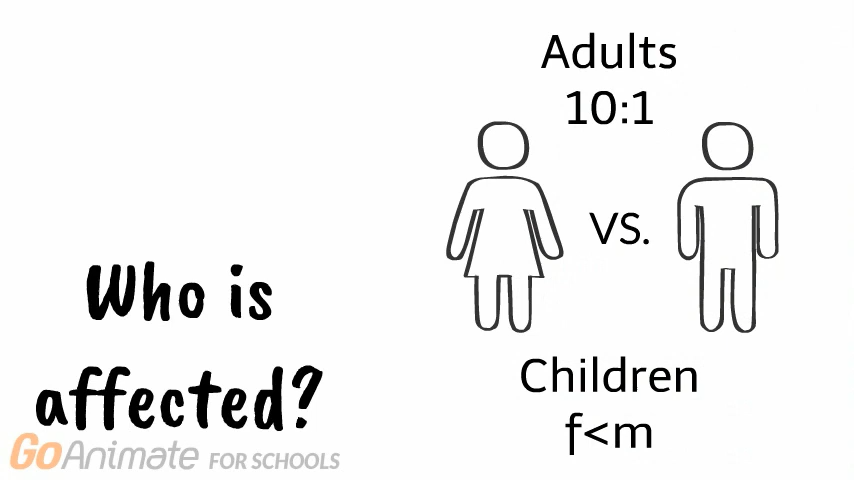 Adults
10:1
VS.
Who is
affected?
Children
f<m
GoAnimate FOR SCHOOLS